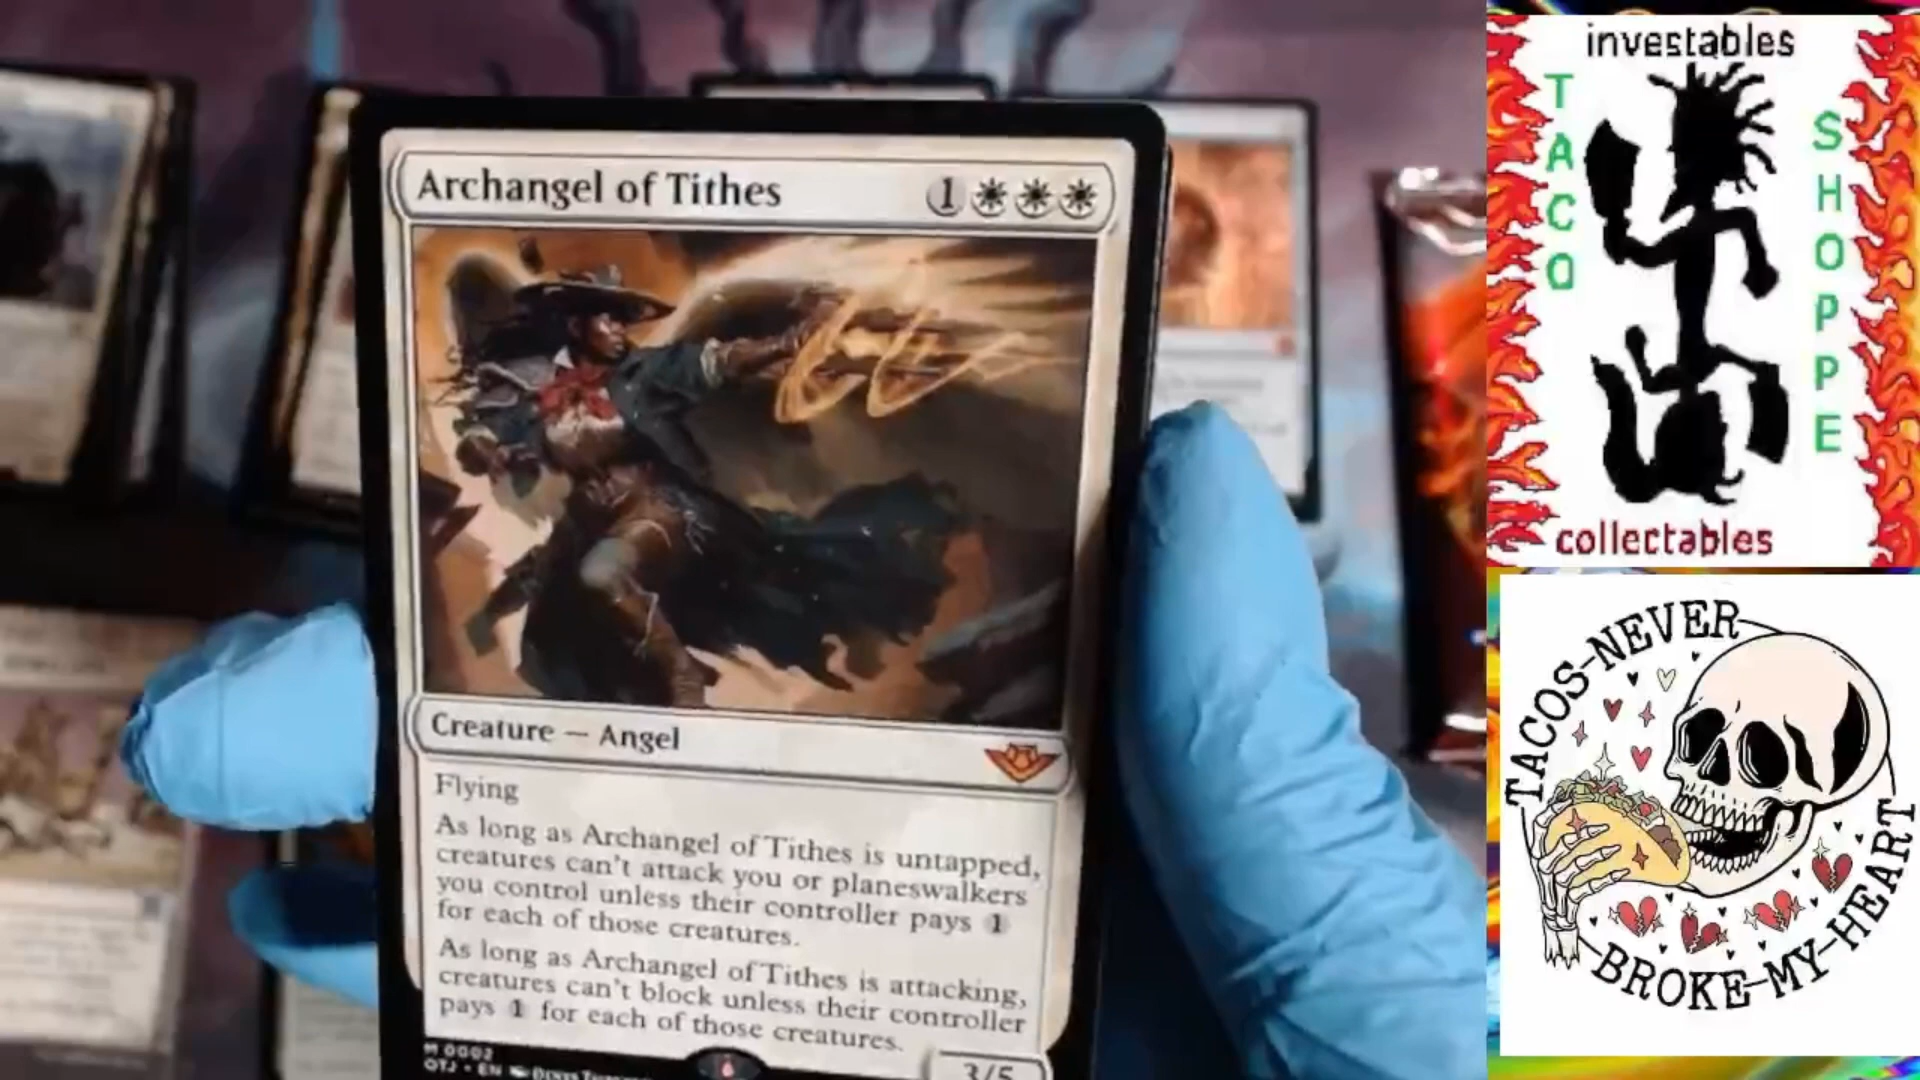 Archangel of Tithes 1
Creature — Angel
Flying
As long as Archangel of Tithes is untapped,
creatures can't attack you or planeswalkers
you control unless their controller pays 1
for each of those creatures.
As long as Archangel of Tithes is attacking,
creatures can't block unless their controller
pays 1 for each of those creatures.
M 0002
OTJ • EN
3/5
investables
TACO
SHOPPE
collectables
TACOS-NEVER
BROKE-MY-HEART